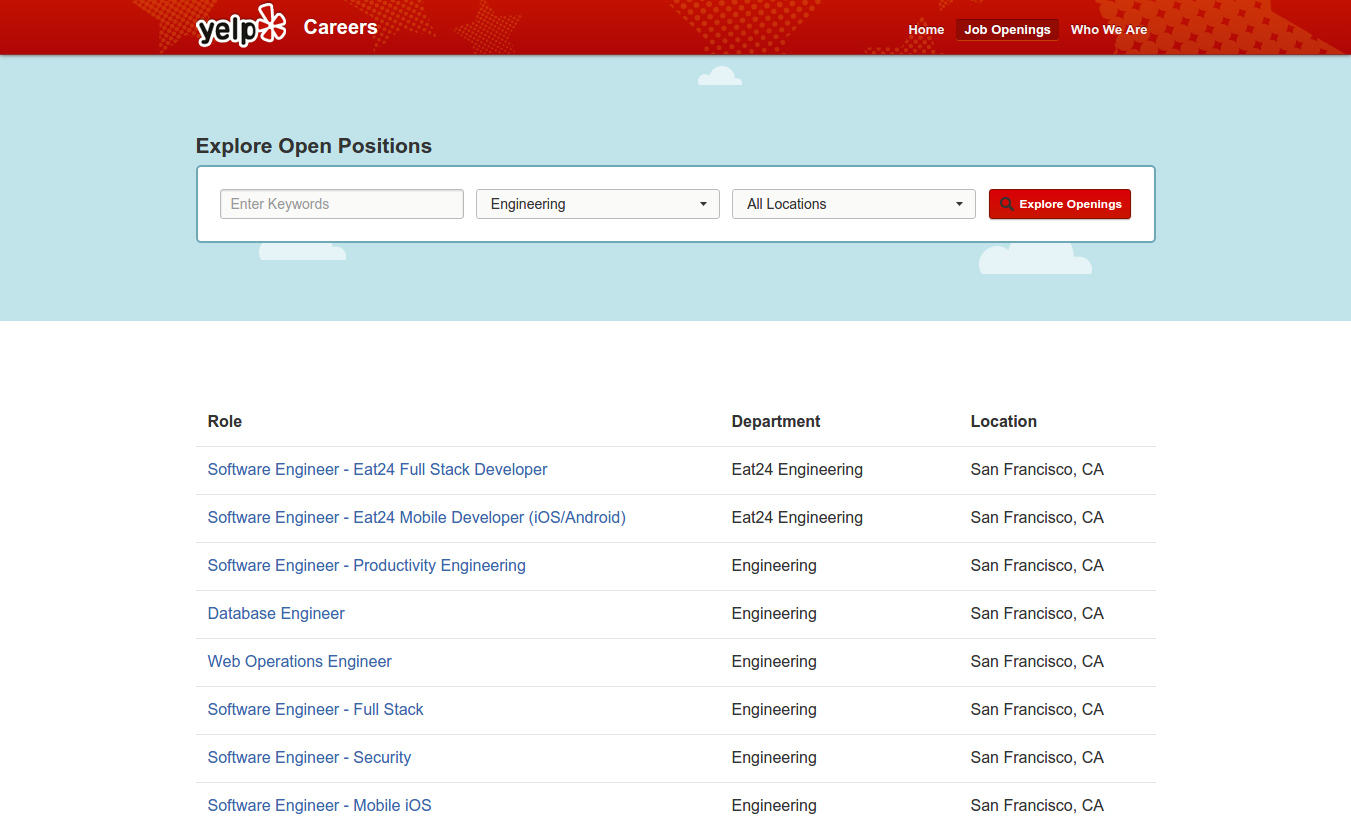 yelp Careers Home Job Openings Who We Are
Explore Open Positions
Enter Keywords Engineering All Locations Explore Openings
Role Department Location
Software Engineer - Eat24 Full Stack Developer Eat24 Engineering San Francisco, CA
Software Engineer - Eat24 Mobile Developer (iOS/Android) Eat24 Engineering San Francisco, CA
Software Engineer - Productivity Engineering Engineering San Francisco, CA
Database Engineer Engineering San Francisco, CA
Web Operations Engineer Engineering San Francisco, CA
Software Engineer - Full Stack Engineering San Francisco, CA
Software Engineer - Security Engineering San Francisco, CA
Software Engineer - Mobile iOS Engineering San Francisco, CA